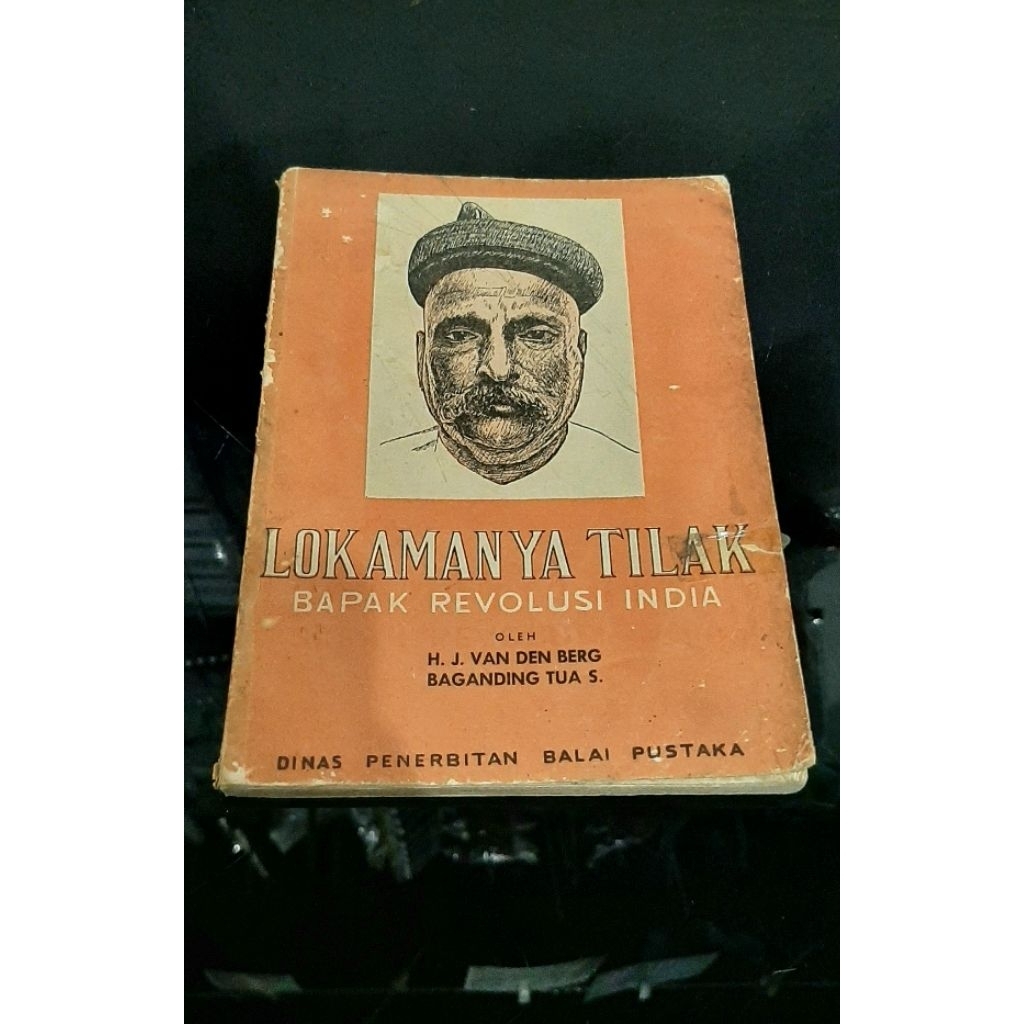 LOKAMANYA TILAK
BAPAK REVOLUSI INDIA
OLEH
H. J. VAN DEN BERG
BAGANDING TUA S.
DINAS PENERBITAN BALAI PUSTAKA